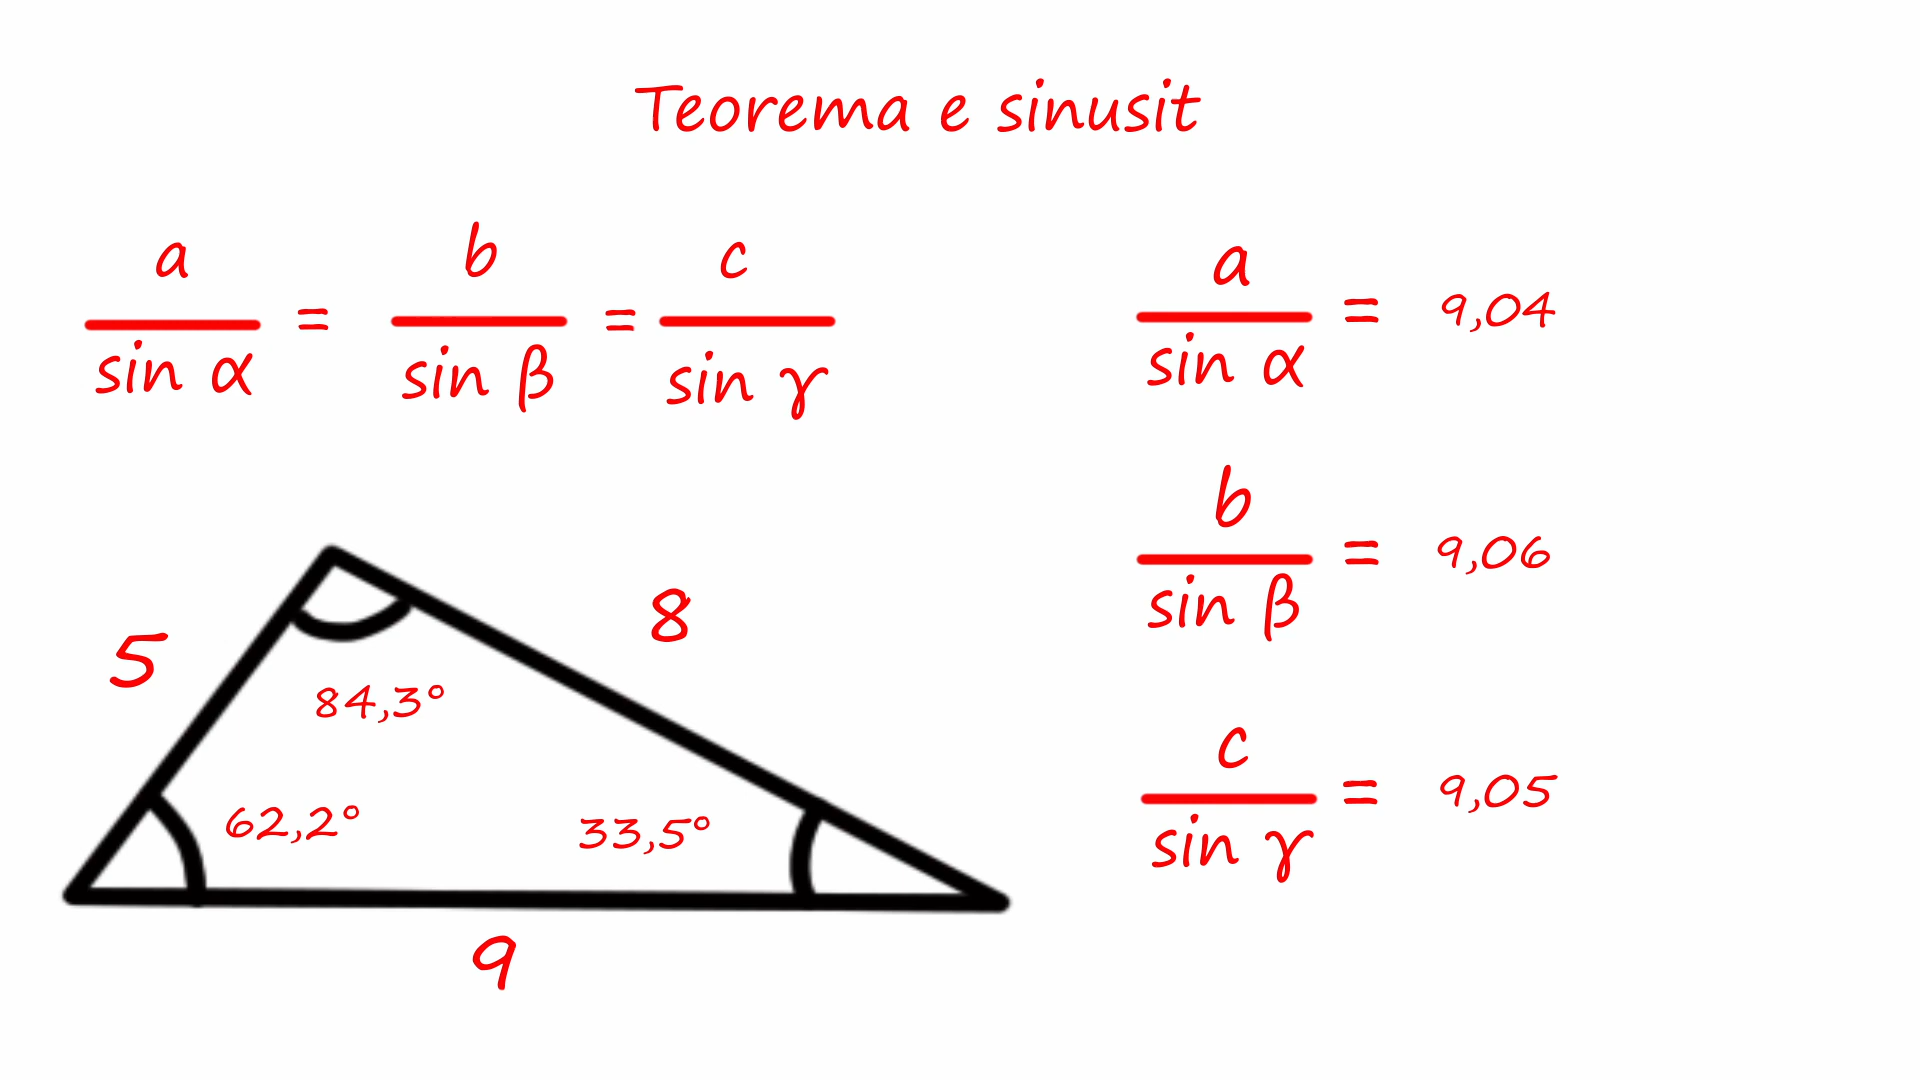 Teorema e sinusit
a b c
= =
sin α sin β sin γ
a
= 9,04
sin α
b
= 9,06
sin β
c
= 9,05
sin γ
5
8
84,3°
62,2°
33,5°
9